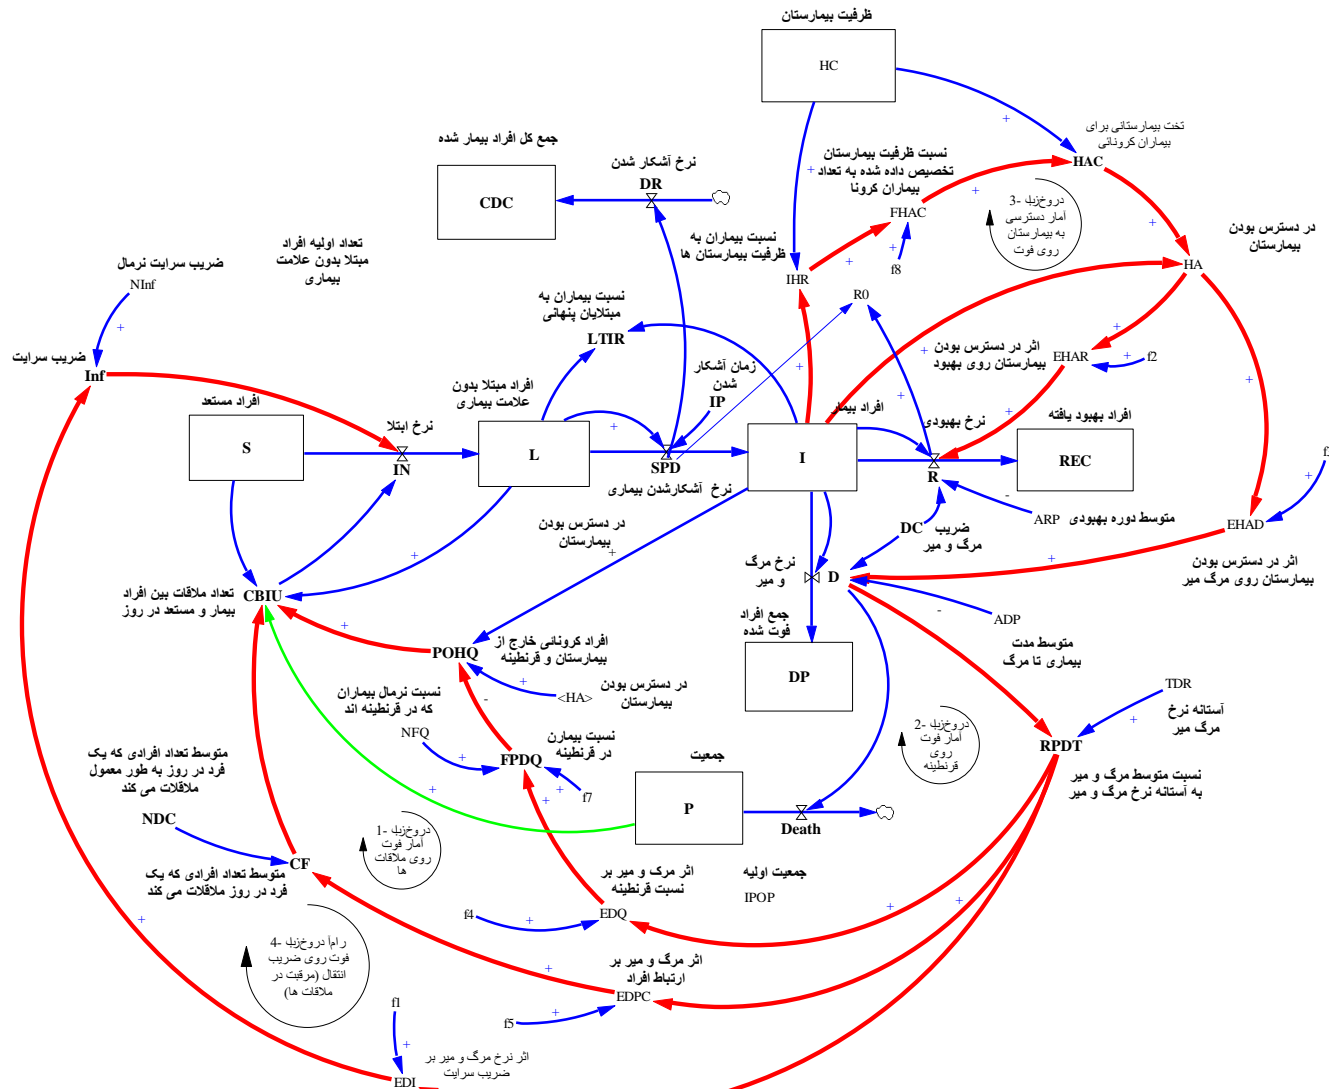 ظرفیت بیمارستان
HC
جمع کل افراد بیمار شده
CDC
نرخ آشکار شدن
DR
نسبت ظرفیت بیمارستان
تخصیص داده شده به تعداد
بیماران کرونا
FHAC
f8
تخت بیمارستانی برای
بیماران کرونائی
HAC
آمار دسترسی
به بیمارستان
روی فوت
در دسترس بودن
بیمارستان
HA
تعداد اولیه افراد
مبتلا بدون علامت
بیماری
ضریب سرایت نرمال
NInf
نسبت بیماران به
ظرفیت بیمارستان ها
IHR
R0
نسبت بیماران به
مبتلایان پنهانی
LTIR
ضریب سرایت
Inf
زمان آشکار
شدن
IP
اثر در دسترس بودن
بیمارستان روی بهبود
EHAR
f2
افراد مستعد
S
نرخ ابتلا
IN
افراد مبتلا بدون
علامت بیماری
L
SPD
نرخ آشکارشدن بیماری
افراد بیمار
I
نرخ بهبودی
R
افراد بهبود یافته
REC
ARP
متوسط دوره بهبودی
EHAD
اثر در دسترس بودن
بیمارستان روی مرگ میر
در دسترس بودن
بیمارستان
DC
ضریب
مرگ و میر
نرخ مرگ
و میر
D
ADP
متوسط مدت
بیماری تا مرگ
CBIU
تعداد ملاقات بین افراد
بیمار و مستعد در روز
جمع افراد
فوت شده
DP
POHQ
افراد کرونائی خارج از
بیمارستان و قرنطینه
<HA>
در دسترس بودن
بیمارستان
نسبت نرمال بیماران
که در قرنطینه اند
NFQ
نسبت بیمارن
در قرنطینه
FPDQ
f7
آمار فوت
روی
قرنطینه
TDR
آستانه نرخ
مرگ میر
RPDT
نسبت متوسط مرگ و میر
به آستانه نرخ مرگ و میر
جمعیت
P
Death
جمعیت اولیه
IPOP
متوسط تعداد افرادی که یک
فرد در روز به طور معمول
ملاقات می کند
NDC
CF
متوسط تعداد افرادی که یک
فرد در روز ملاقلات می کند
آمار فوت
روی ملاقات
ها
اثر مرگ و میر بر
نسبت قرنطینه
EDQ
f4
فوت روی ضریب
انتقال (مرقبت در
ملاقات ها)
اثر مرگ و میر بر
ارتباط افراد
EDPC
f5
f1
EDI
اثر نرخ مرگ و میر بر
ضریب سرایت